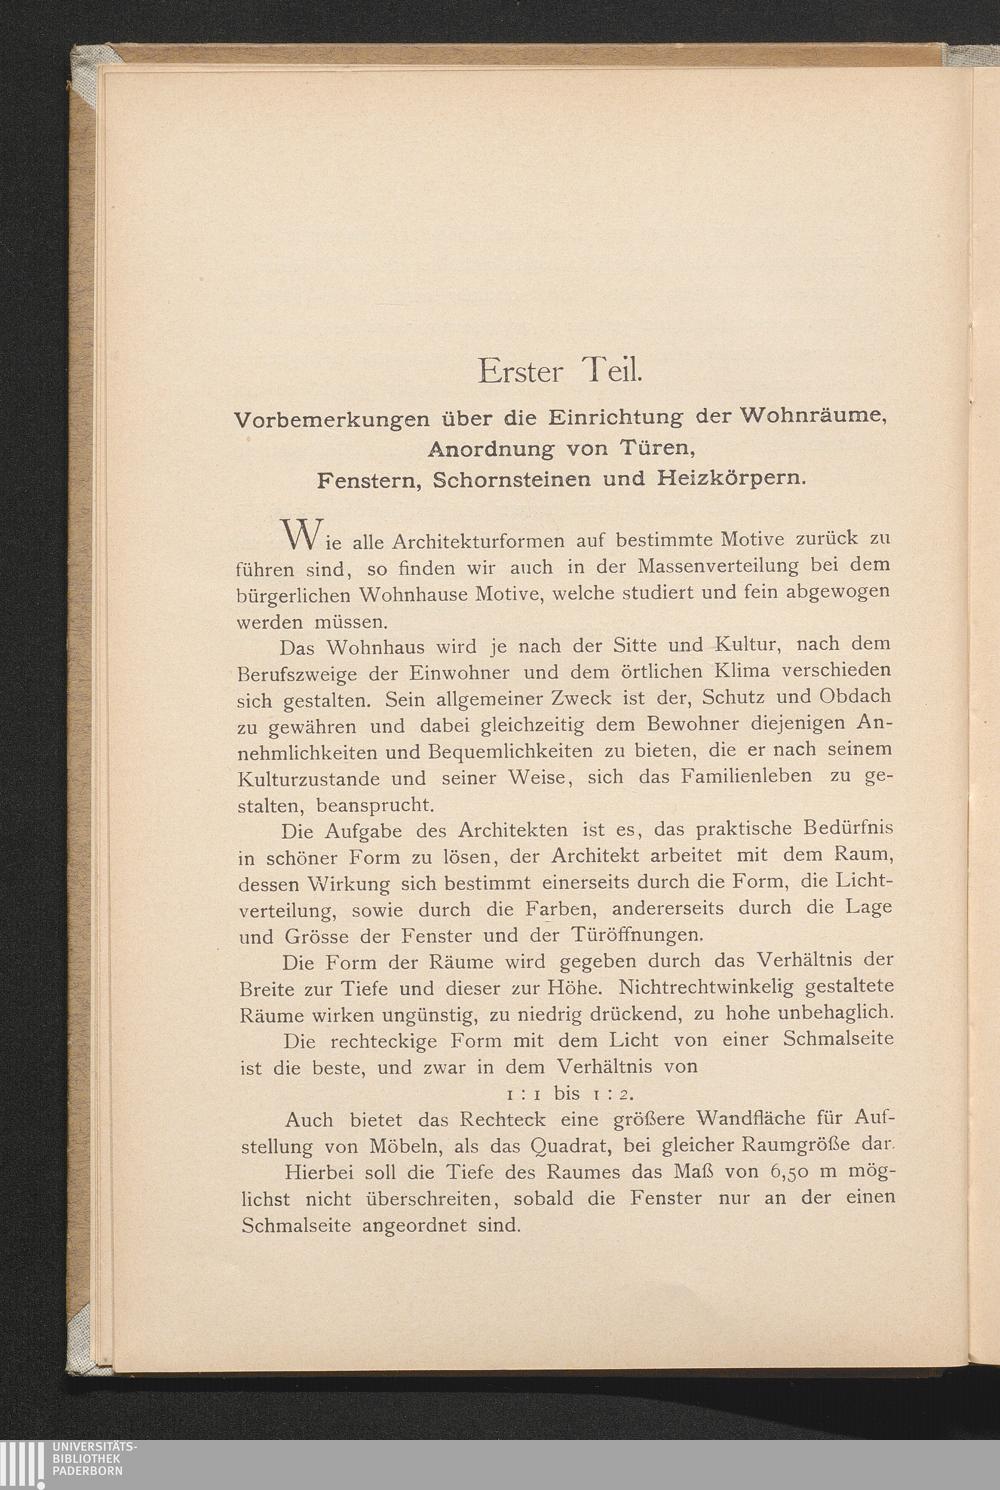 Erster Teil.
Vorbemerkungen über die Einrichtung der Wohnräume,
Anordnung von Türen,
Fenstern, Schornsteinen und Heizkörpern.
Wie alle Architekturformen auf bestimmte Motive zurück zu
führen sind, so finden wir auch in der Massenverteilung bei dem
bürgerlichen Wohnhause Motive, welche studiert und fein abgewogen
werden müssen.
Das Wohnhaus wird je nach der Sitte und Kultur, nach dem
Berufszweige der Einwohner und dem örtlichen Klima verschieden
sich gestalten. Sein allgemeiner Zweck ist der, Schutz und Obdach
zu gewähren und dabei gleichzeitig dem Bewohner diejenigen An-
nehmlichkeiten und Bequemlichkeiten zu bieten, die er nach seinem
Kulturzustande und seiner Weise, sich das Familienleben zu ge-
stalten, beansprucht.
Die Aufgabe des Architekten ist es, das praktische Bedürfnis
in schöner Form zu lösen, der Architekt arbeitet mit dem Raum,
dessen Wirkung sich bestimmt einerseits durch die Form, die Licht-
verteilung, sowie durch die Farben, andererseits durch die Lage
und Grösse der Fenster und der Türöffnungen.
Die Form der Räume wird gegeben durch das Verhältnis der
Breite zur Tiefe und dieser zur Höhe. Nichtrechtwinkelig gestaltete
Räume wirken ungünstig, zu niedrig drückend, zu hohe unbehaglich.
Die rechteckige Form mit dem Licht von einer Schmalseite
ist die beste, und zwar in dem Verhältnis von
1 : 1 bis 1 : 2.
Auch bietet das Rechteck eine größere Wandfläche für Auf-
stellung von Möbeln, als das Quadrat, bei gleicher Raumgröße dar.
Hierbei soll die Tiefe des Raumes das Maß von 6,50 m mög-
lichst nicht überschreiten, sobald die Fenster nur an der einen
Schmalseite angeordnet sind.
UNIVERSITÄTS-
BIBLIOTHEK
PADERBORN